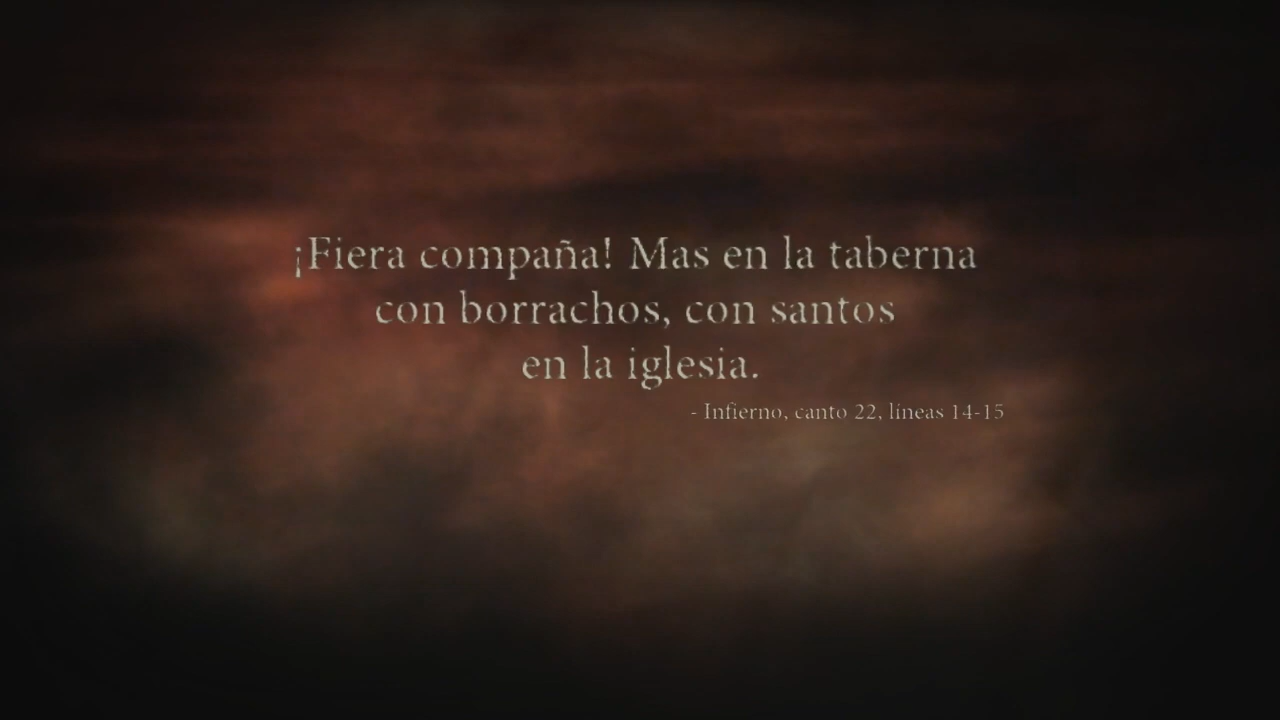 ¡Fiera compaña! Mas en la taberna
con borrachos, con santos
en la iglesia.
- Infierno, canto 22, líneas 14-15